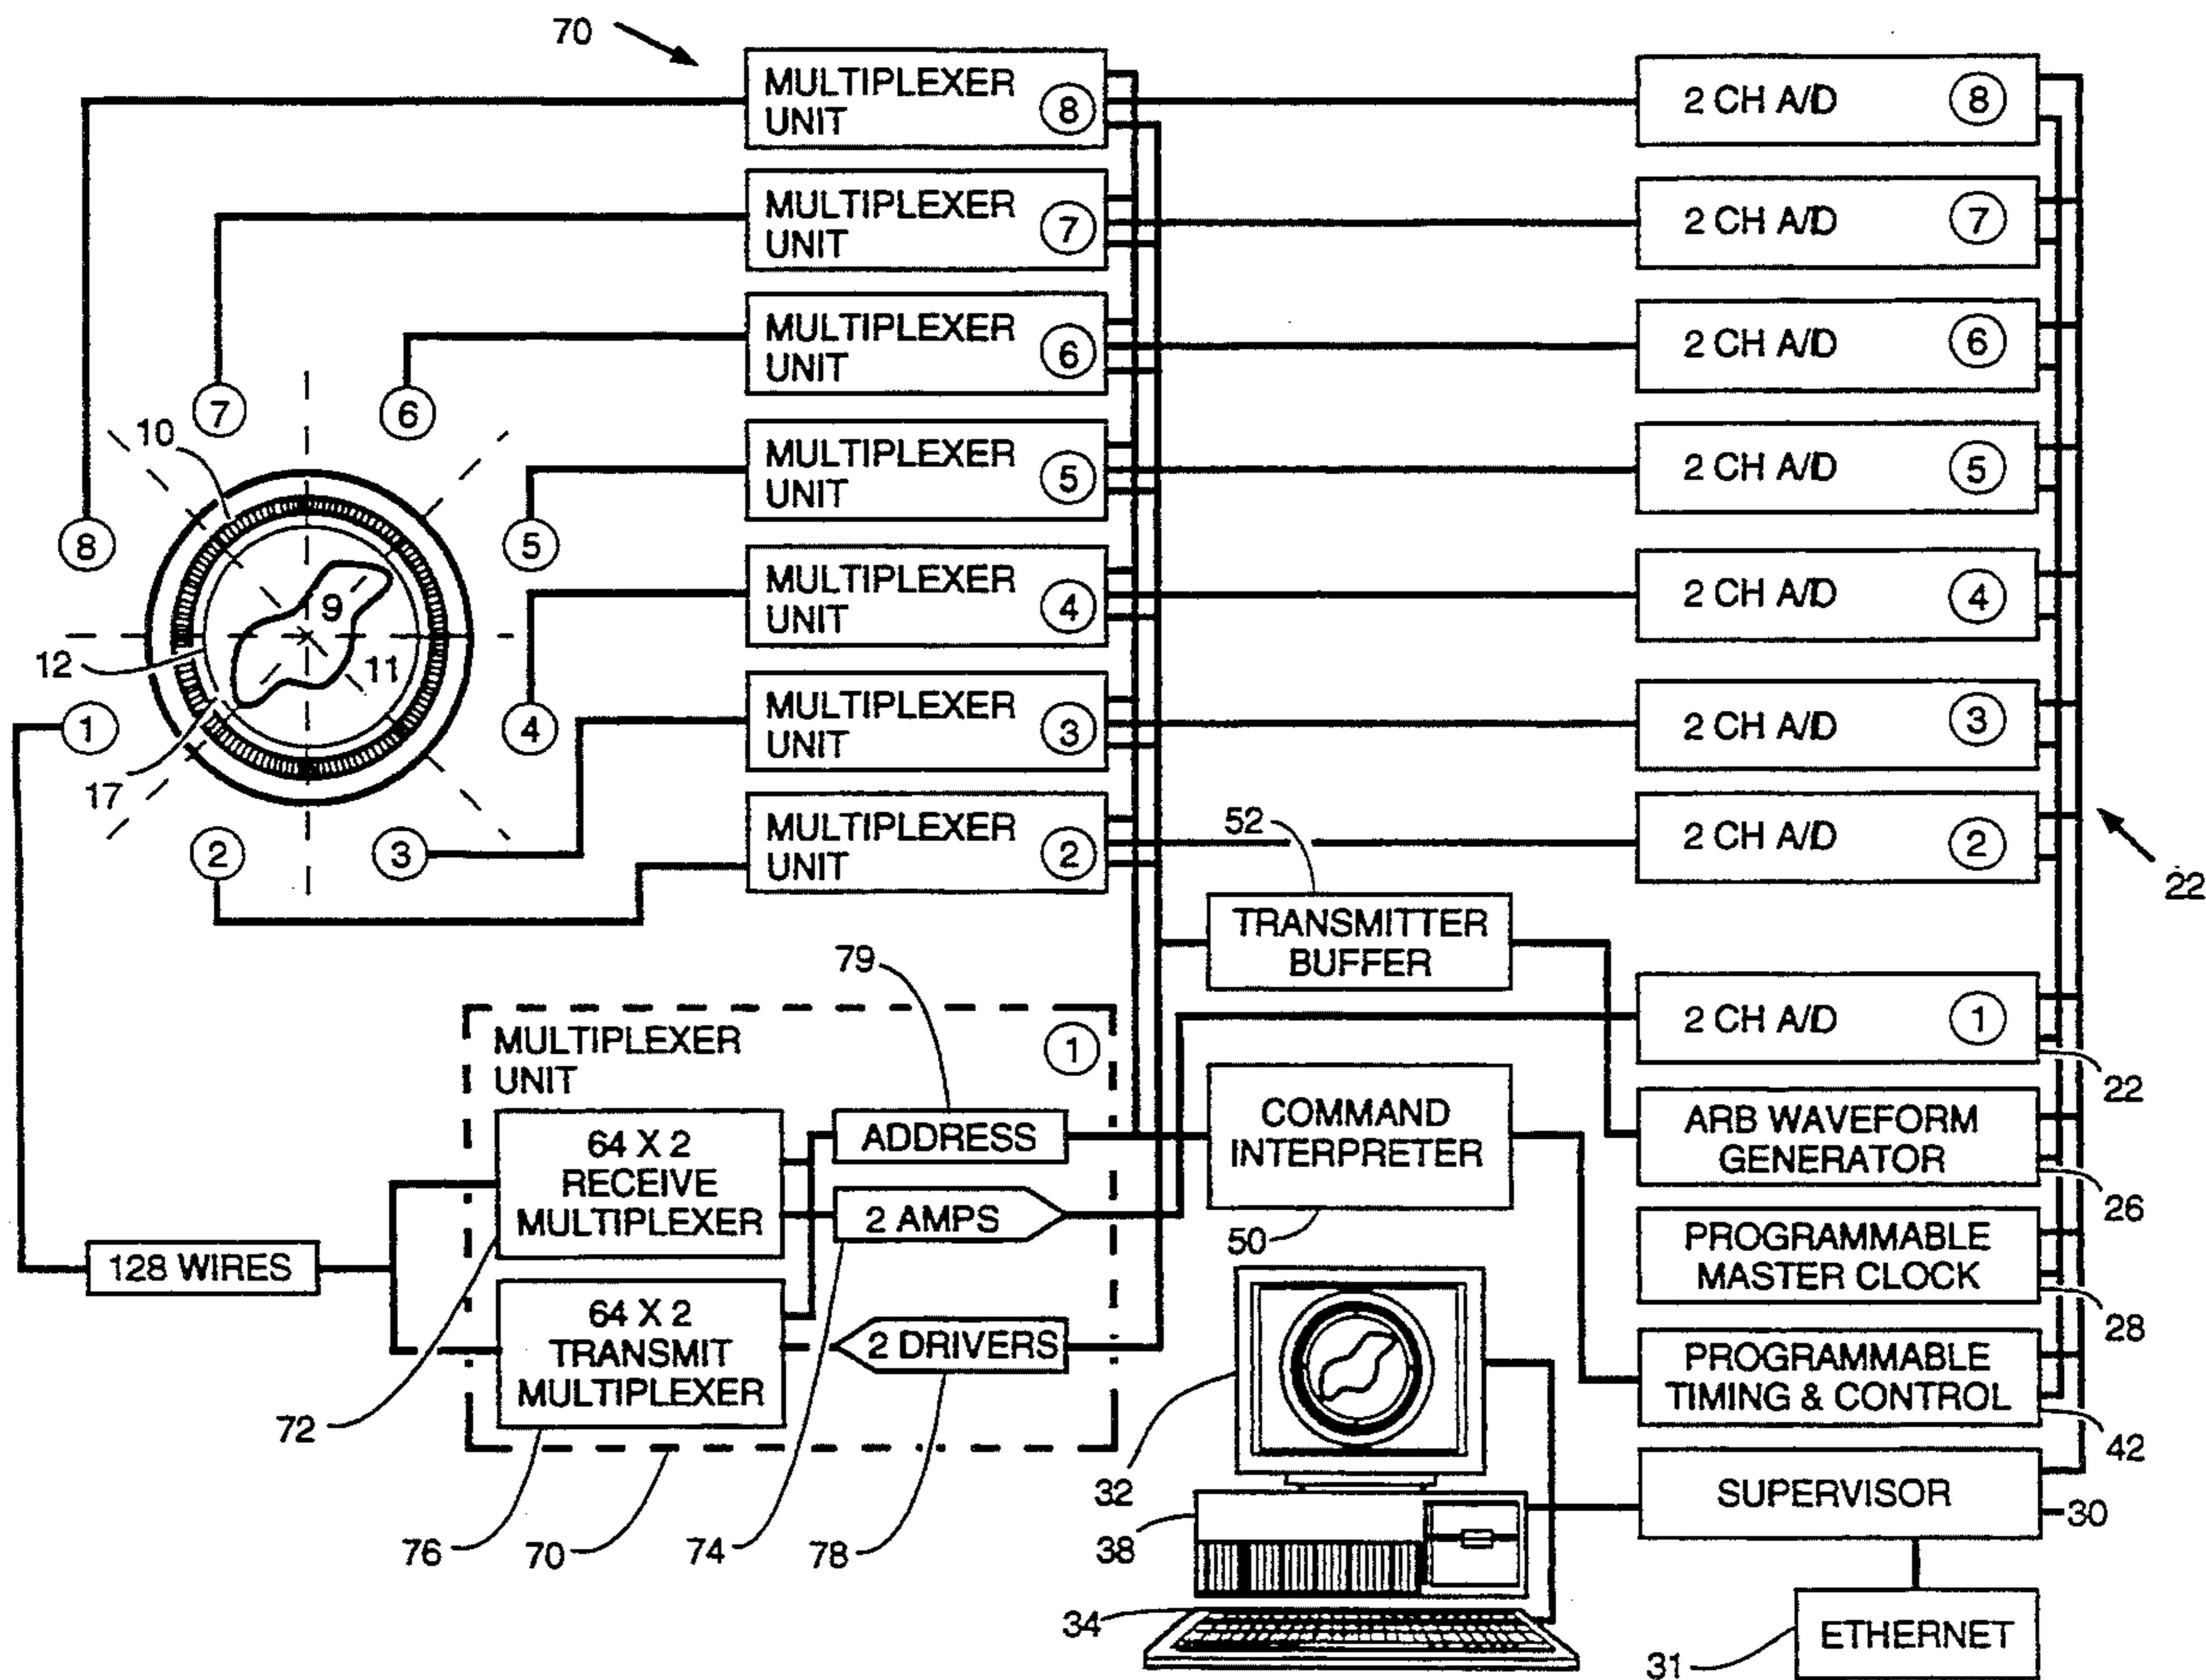 70
MULTIPLEXER
UNIT
8
2 CH A/D
8
MULTIPLEXER
UNIT
7
2 CH A/D
7
MULTIPLEXER
UNIT
6
2 CH A/D
6
7
6
10
MULTIPLEXER
UNIT
5
2 CH A/D
5
8
5
9
11
12
MULTIPLEXER
UNIT
4
2 CH A/D
4
1
4
17
MULTIPLEXER
UNIT
3
2 CH A/D
3
2
3
MULTIPLEXER
UNIT
2
52
2 CH A/D
2
22
TRANSMITTER
BUFFER
79
MULTIPLEXER
UNIT
1
2 CH A/D
1
22
64 X 2
RECEIVE
MULTIPLEXER
ADDRESS
2 AMPS
COMMAND
INTERPRETER
50
ARB WAVEFORM
GENERATOR
26
128 WIRES
PROGRAMMABLE
MASTER CLOCK
28
64 X 2
TRANSMIT
MULTIPLEXER
2 DRIVERS
PROGRAMMABLE
TIMING & CONTROL
42
72
76
70
74
78
32
38
34
SUPERVISOR
30
ETHERNET
31